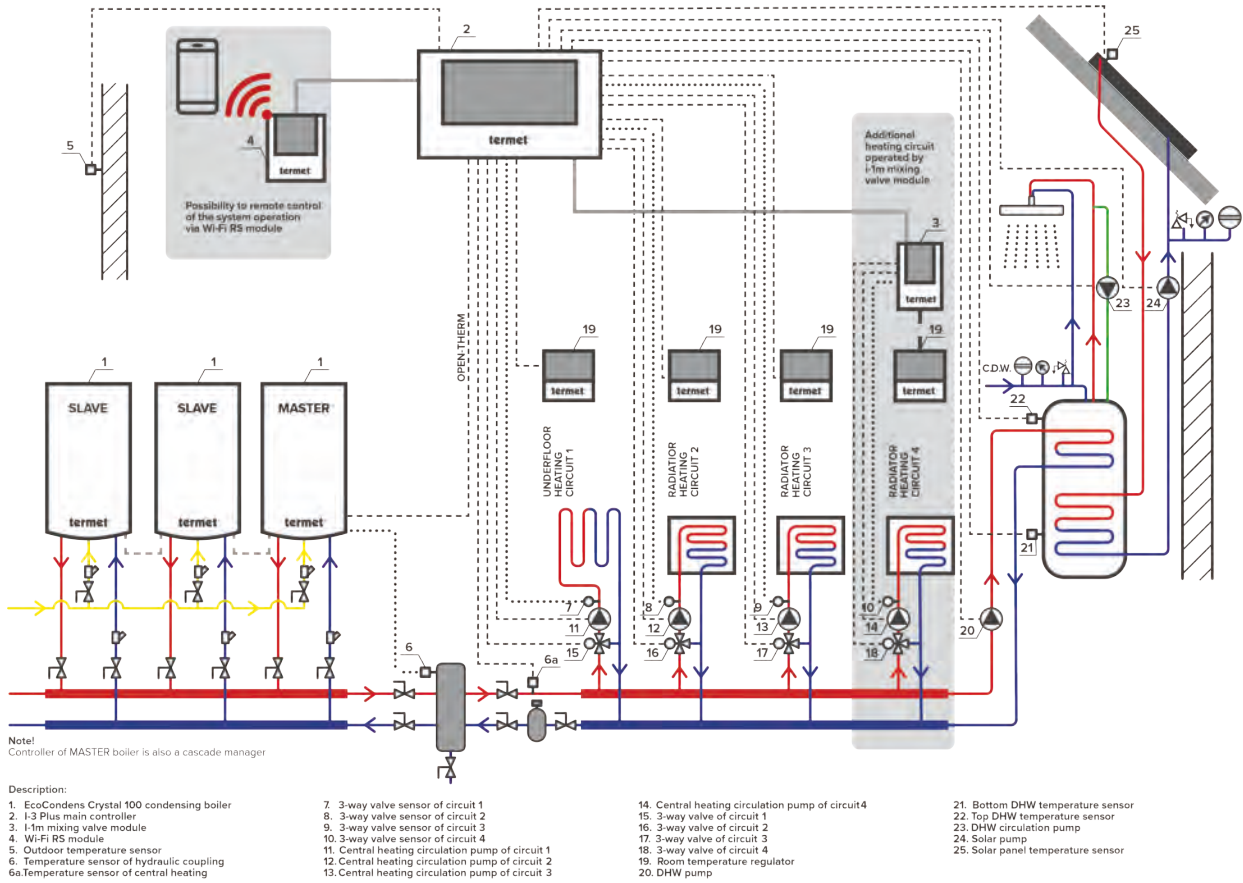 25
2
termet
4
termet
5
Possibility to remote control
of the system operation
via Wi-Fi RS module
Additional
heating circuit
operated by
i-1m mixing
valve module
3
termet
23
24
OPEN-THERM
19
termet
19
termet
19
termet
19
termet
C.D.W.
22
1
SLAVE
termet
1
SLAVE
termet
1
MASTER
termet
UNDERFLOOR
HEATING
CIRCUIT 1
RADIATIOR
HEATING
CIRCUIT 2
RADIATOR
HEATING
CIRCUIT 3
RADIATOR
HEATING
CIRCUIT 4
21
7
8
9
10
11
12
13
14
20
15
16
17
18
6
6a
Note!
Controller of MASTER boiler is also a cascade manager
Description:
1. EcoCondens Crystal 100 condensing boiler
2. I-3 Plus main controller
3. I-1m mixing valve module
4. Wi-Fi RS module
5. Outdoor temperature sensor
6. Temperature sensor of hydraulic coupling
6a.Temperature sensor of central heating
7. 3-way valve sensor of circuit 1
8. 3-way valve sensor of circuit 2
9. 3-way valve sensor of circuit 3
10. 3-way valve sensor of circuit 4
11. Central heating circulation pump of circuit 1
12. Central heating circulation pump of circuit 2
13. Central heating circulation pump of circuit 3
14. Central heating circulation pump of circuit4
15. 3-way valve of circuit 1
16. 3-way valve of circuit 2
17. 3-way valve of circuit 3
18. 3-way valve of circuit 4
19. Room temperature regulator
20. DHW pump
21. Bottom DHW temperature sensor
22. Top DHW temperature sensor
23. DHW circulation pump
24. Solar pump
25. Solar panel temperature sensor